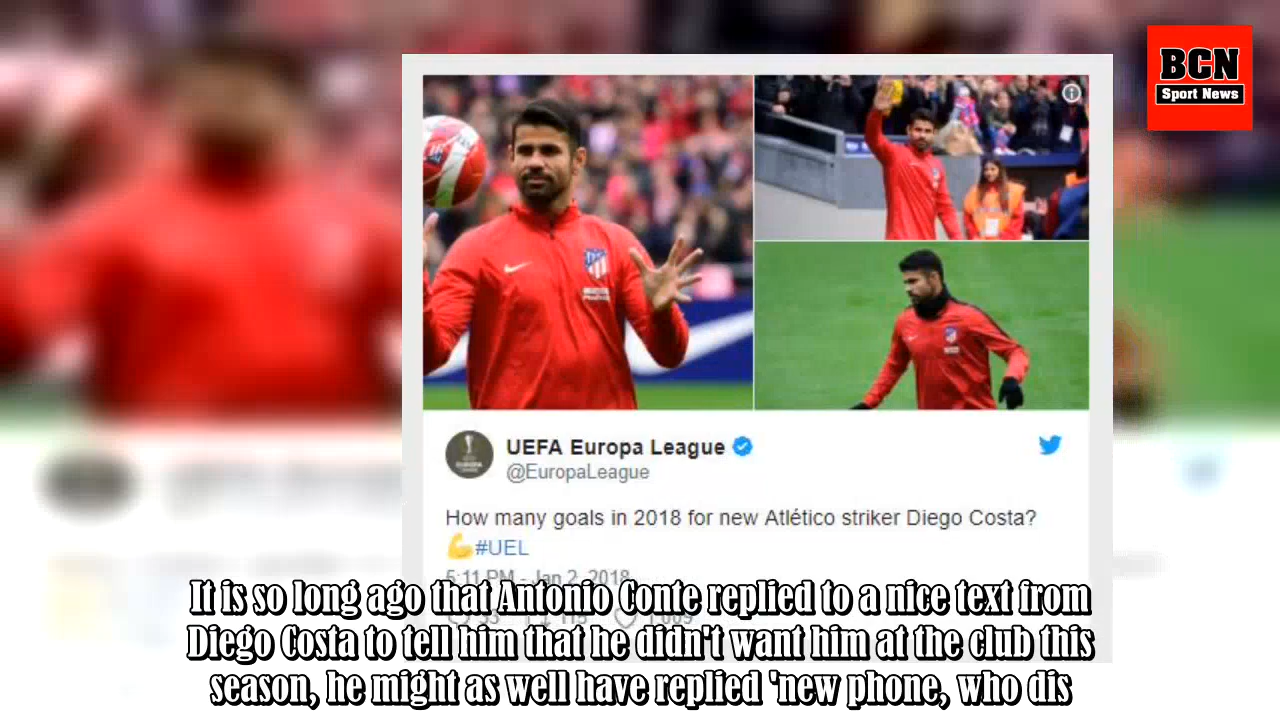 BCN
Sport News
UEFA Europa League
@EuropaLeague
How many goals in 2018 for new Atlético striker Diego Costa?
#UEL
5:11 PM - Jan 2, 2018
It is so long ago that Antonio Conte replied to a nice text from
Diego Costa to tell him that he didn't want him at the club this
season, he might as well have replied 'new phone, who dis